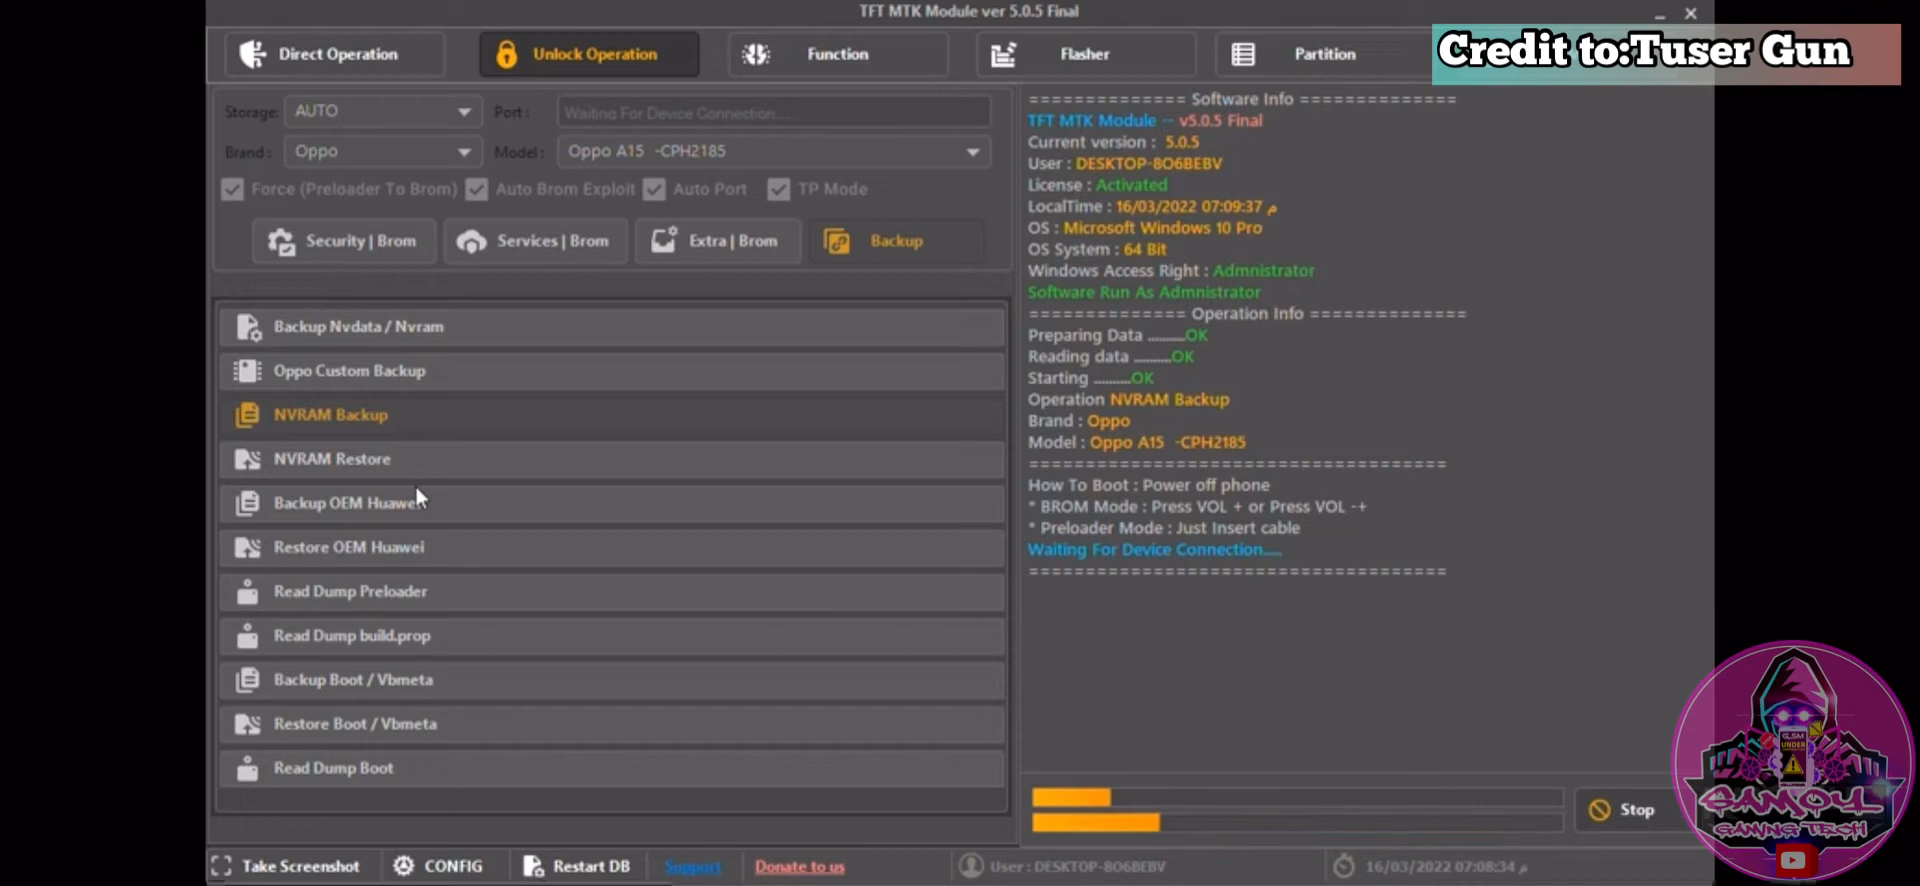 TFT MTK Module ver 5.0.5 Final
Credit to:Tuser Gun
Direct Operation
Unlock Operation
Function
Flasher
Partition
Storage: AUTO
Port : Waiting For Device Connection.....
Brand : Oppo
Model : Oppo A15 -CPH2185
Force (Preloader To Brom)
Auto Brom Exploit
Auto Port
TP Mode
Security | Brom
Services | Brom
Extra | Brom
Backup
Backup Nvdata / Nvram
Oppo Custom Backup
NVRAM Backup
NVRAM Restore
Backup OEM Huawei
Restore OEM Huawei
Read Dump Preloader
Read Dump build.prop
Backup Boot / Vbmeta
Restore Boot / Vbmeta
Read Dump Boot
============== Software Info ==============
TFT MTK Module -- v5.0.5 Final
Current version : 5.0.5
User : DESKTOP-8O6BEBV
License : Activated
LocalTime : 16/03/2022 07:09:37 م
OS : Microsoft Windows 10 Pro
OS System : 64 Bit
Windows Access Right : Admnistrator
Software Run As Admnistrator
============== Operation Info ==============
Preparing Data ..........OK
Reading data ..........OK
Starting ..........OK
Operation NVRAM Backup
Brand : Oppo
Model : Oppo A15 -CPH2185
=====================================
How To Boot : Power off phone
* BROM Mode : Press VOL + or Press VOL -+
* Preloader Mode : Just Insert cable
Waiting For Device Connection.....
=====================================
Stop
Take Screenshot
CONFIG
Restart DB
Support
Donate to us
User : DESKTOP-8O6BEBV
16/03/2022 07:08:34 م
GSM
UNDER
SAMOY
GAMING TECH